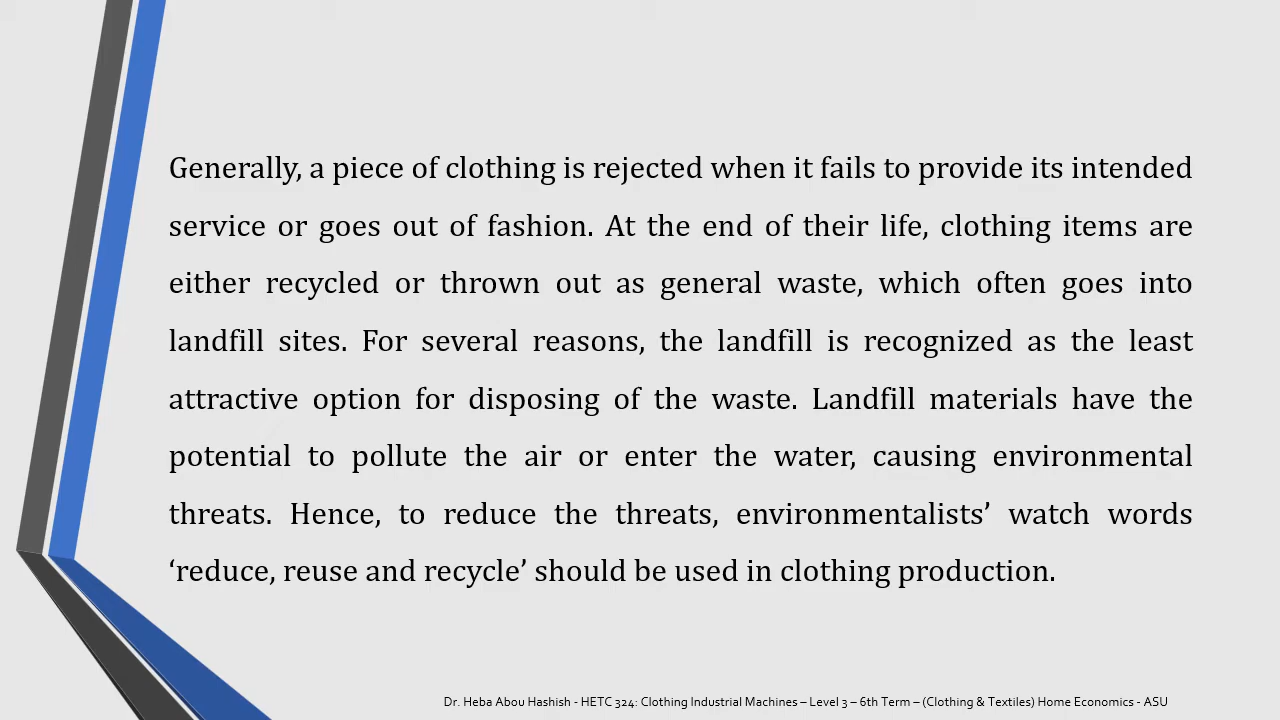 Generally, a piece of clothing is rejected when it fails to provide its intended
service or goes out of fashion. At the end of their life, clothing items are
either recycled or thrown out as general waste, which often goes into
landfill sites. For several reasons, the landfill is recognized as the least
attractive option for disposing of the waste. Landfill materials have the
potential to pollute the air or enter the water, causing environmental
threats. Hence, to reduce the threats, environmentalists’ watch words
‘reduce, reuse and recycle’ should be used in clothing production.
Dr. Heba Abou Hashish - HETC 324: Clothing Industrial Machines – Level 3 – 6th Term – (Clothing & Textiles) Home Economics - ASU